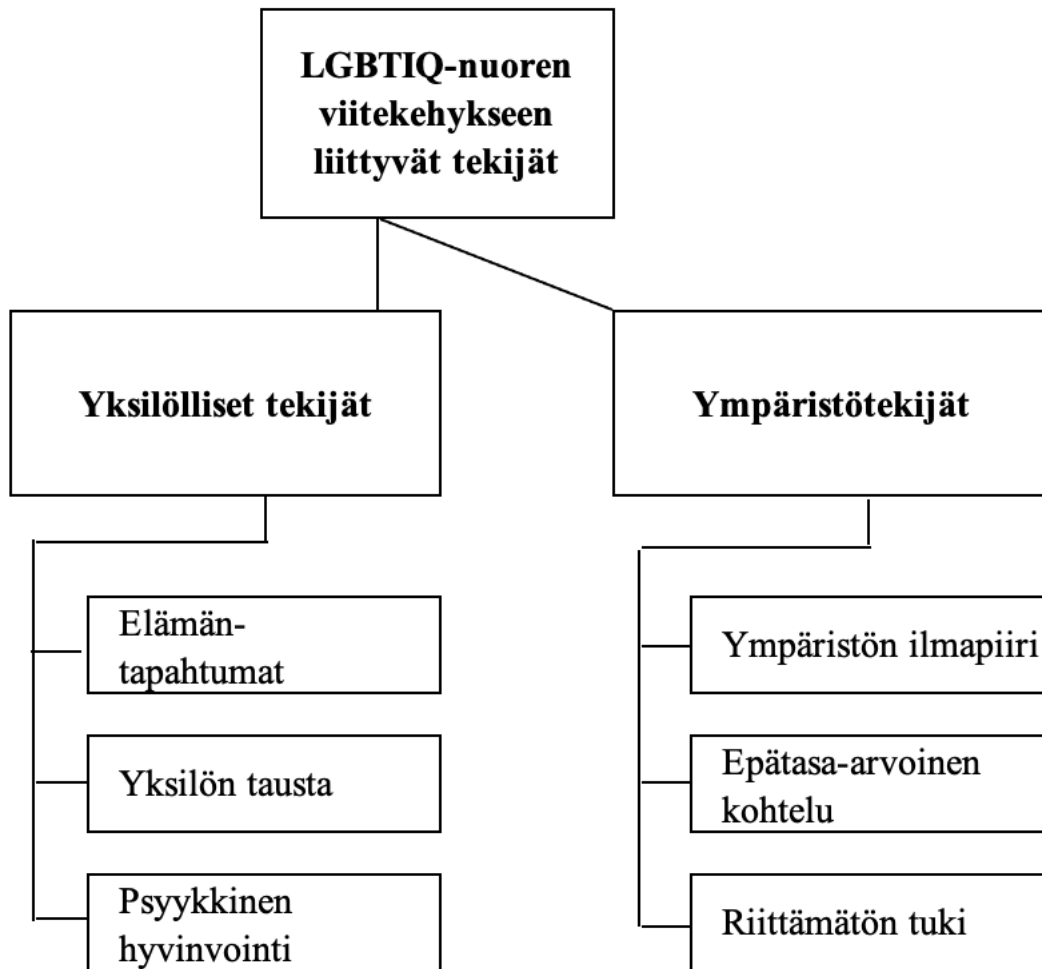 LGBTIQ-nuoren
viitekehykseen
liittyvät tekijät
Yksilölliset tekijät
Ympäristötekijät
Elämän-
tapahtumat
Yksilön tausta
Psyykkinen
hyvinvointi
Ympäristön ilmapiiri
Epätasa-arvoinen
kohtelu
Riittämätön tuki